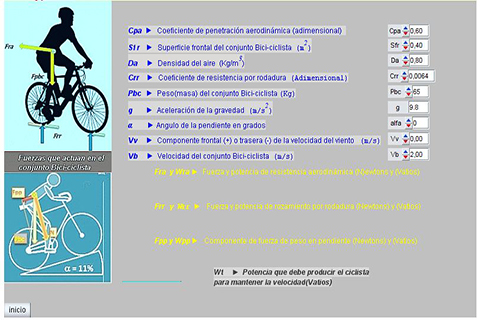 Cpa ► Coeficiente de penetración aerodinámica (adimensional) Cpa 0,60
Sfr ► Superficie frontal del conjunto Bici-ciclista (m²) Sfr 0,40
Da ► Densidad del aire (Kg/m³) Da 0,80
Crr ► Coeficiente de resistencia por rodadura (Adimensional) Crr 0,0064
Pbc ► Peso(masa) del conjunto Bici-ciclista (Kg) Pbc 65
g ► Aceleración de la gravedad (m/s²) g 9.8
α ► Angulo de la pendiente en grados alfa 0
Vv ► Componente frontal (+) o trasera (-) de la velocidad del viento (m/s) Vv 0,00
Vb ► Velocidad del conjunto Bici-ciclista (m/s) Vb 2,00
Fra
Fpbc
Frr
Fuerzas que actuan en el
conjunto Bici-ciclista
Fra y Wra ► Fuerza y potencia de resistencia aerodinámica (Newtons) y (Vatios)
Frr y Wrr ► Fuerza y potencia de rozamiento por rodadura (Newtons) y (Vatios)
Fpp y Wpp ► Componente de fuerza de peso en pendiente (Newtons) y (Vatios)
α = 11%
Wt ► Potencia que debe producir el ciclista
para mantener la velocidad(Vatios)
inicio